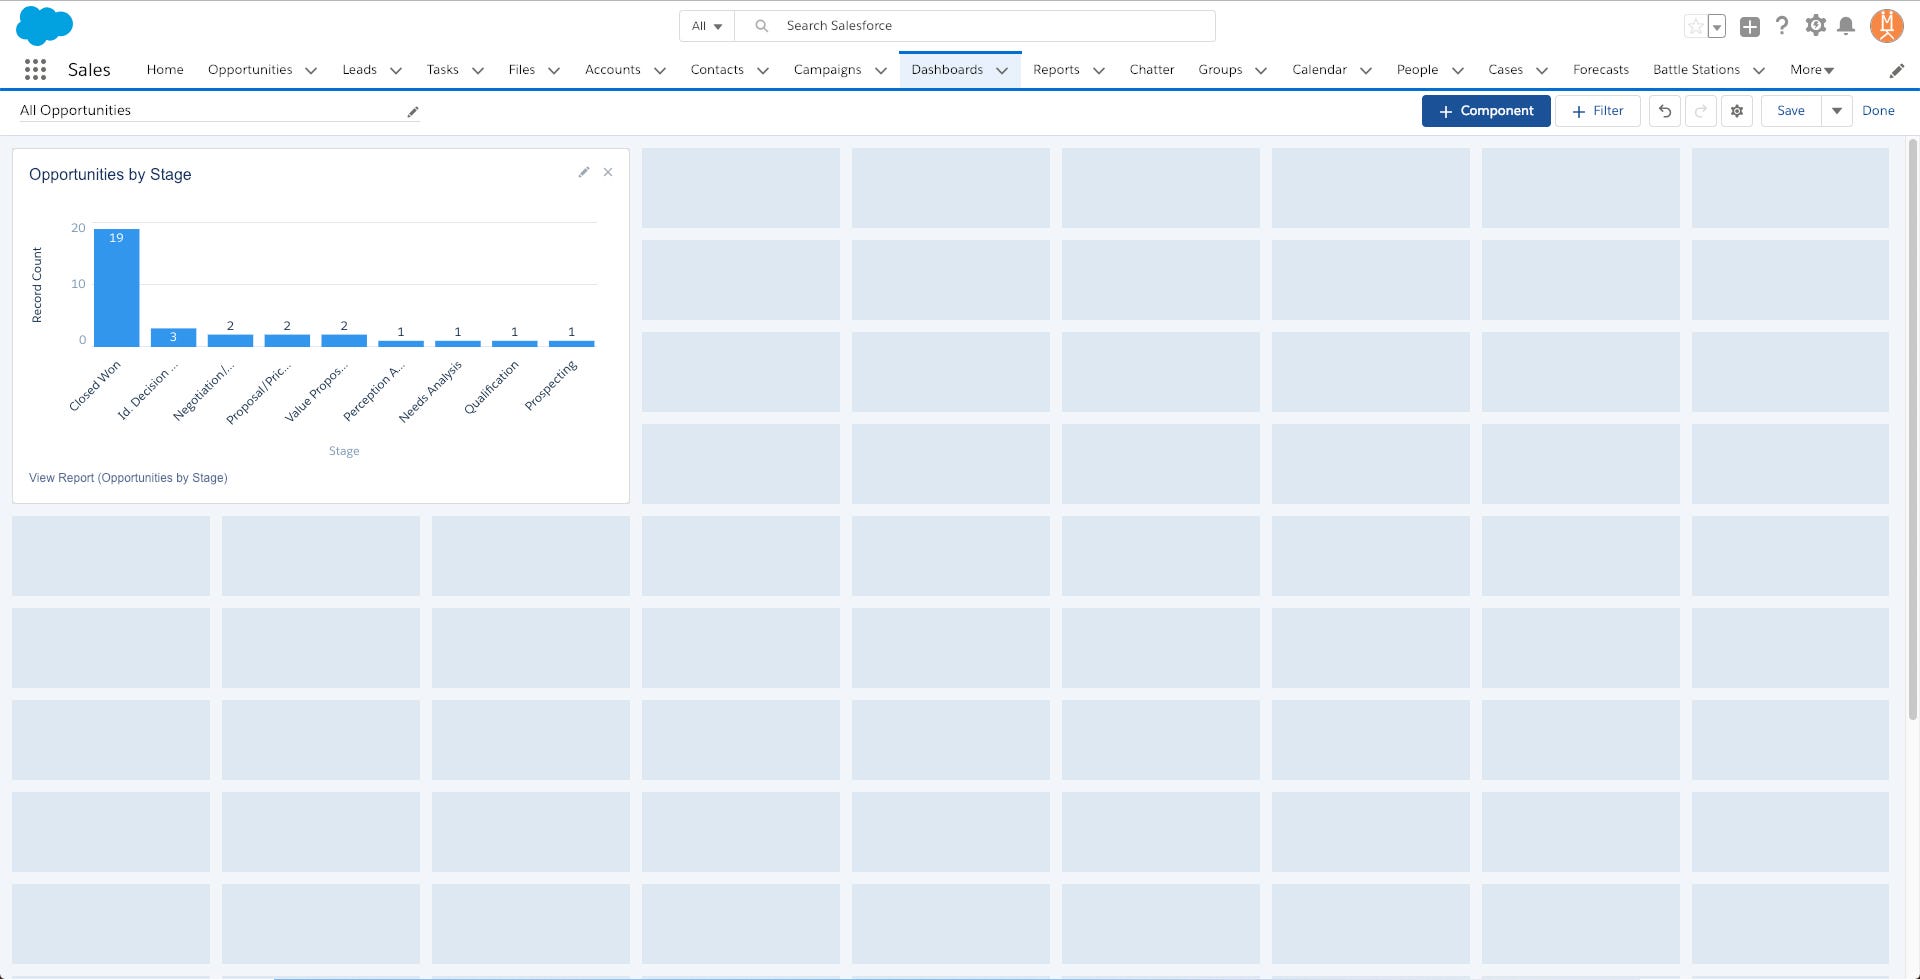 All
Search Salesforce
Sales
Home
Opportunities
Leads
Tasks
Files
Accounts
Contacts
Campaigns
Dashboards
Reports
Chatter
Groups
Calendar
People
Cases
Forecasts
Battle Stations
More
All Opportunities
+ Component
+ Filter
Save
Done
Opportunities by Stage
Record Count
20
10
0
19
3
2
2
2
1
1
1
1
Closed Won
Id. Decision ...
Negotiation/...
Proposal/Pric...
Value Propos...
Perception A...
Needs Analysis
Qualification
Prospecting
Stage
View Report (Opportunities by Stage)